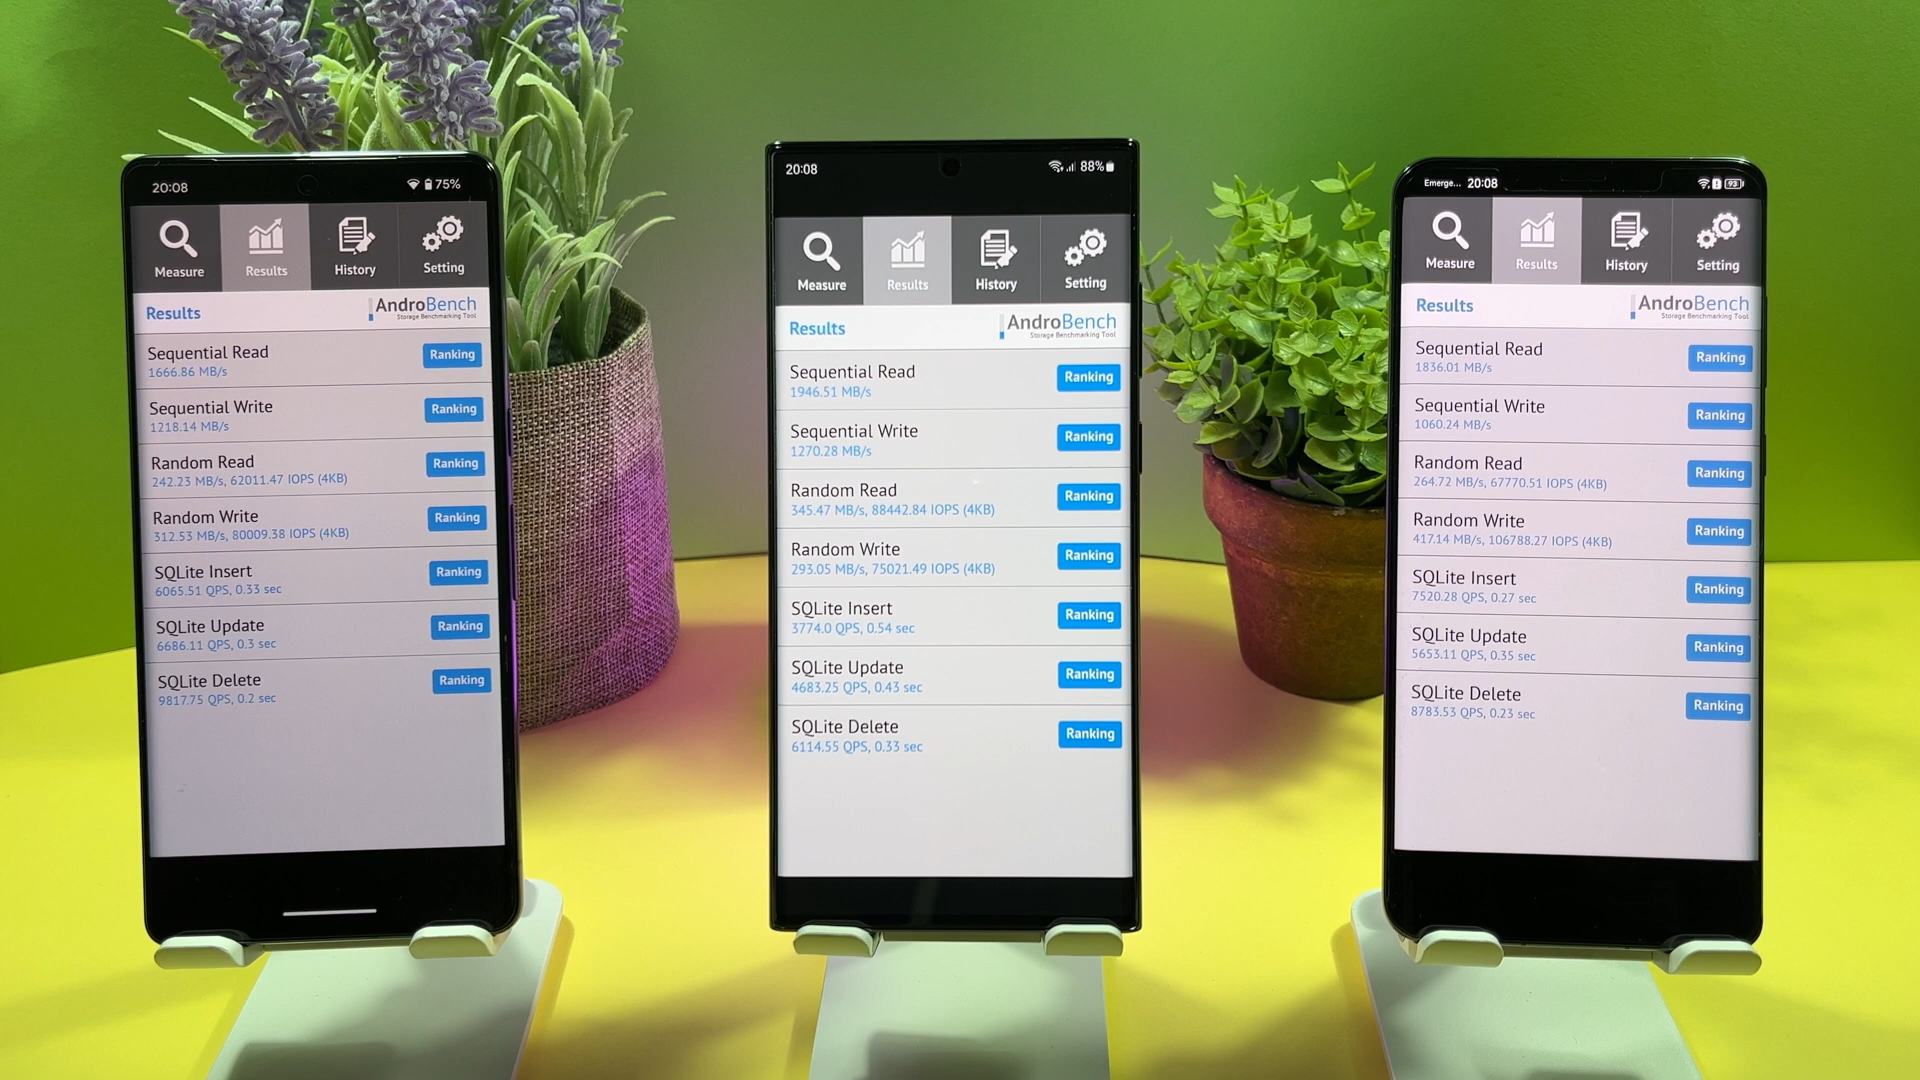 20:08
75%
Measure
Results
History
Setting
Results
AndroBench
Storage Benchmarking Tool
Sequential Read
1666.86 MB/s
Ranking
Sequential Write
1218.14 MB/s
Ranking
Random Read
242.23 MB/s, 62011.47 IOPS (4KB)
Ranking
Random Write
312.53 MB/s, 80009.38 IOPS (4KB)
Ranking
SQLite Insert
6065.51 QPS, 0.33 sec
Ranking
SQLite Update
6686.11 QPS, 0.3 sec
Ranking
SQLite Delete
9817.75 QPS, 0.2 sec
Ranking
20:08
88%
Measure
Results
History
Setting
Results
AndroBench
Storage Benchmarking Tool
Sequential Read
1946.51 MB/s
Ranking
Sequential Write
1270.28 MB/s
Ranking
Random Read
345.47 MB/s, 88442.84 IOPS (4KB)
Ranking
Random Write
293.05 MB/s, 75021.49 IOPS (4KB)
Ranking
SQLite Insert
3774.0 QPS, 0.54 sec
Ranking
SQLite Update
4683.25 QPS, 0.43 sec
Ranking
SQLite Delete
6114.55 QPS, 0.33 sec
Ranking
Emerge... 20:08
93
Measure
Results
History
Setting
Results
AndroBench
Storage Benchmarking Tool
Sequential Read
1836.01 MB/s
Ranking
Sequential Write
1060.24 MB/s
Ranking
Random Read
264.72 MB/s, 67770.51 IOPS (4KB)
Ranking
Random Write
417.14 MB/s, 106788.27 IOPS (4KB)
Ranking
SQLite Insert
7520.28 QPS, 0.27 sec
Ranking
SQLite Update
5653.11 QPS, 0.35 sec
Ranking
SQLite Delete
8783.53 QPS, 0.23 sec
Ranking